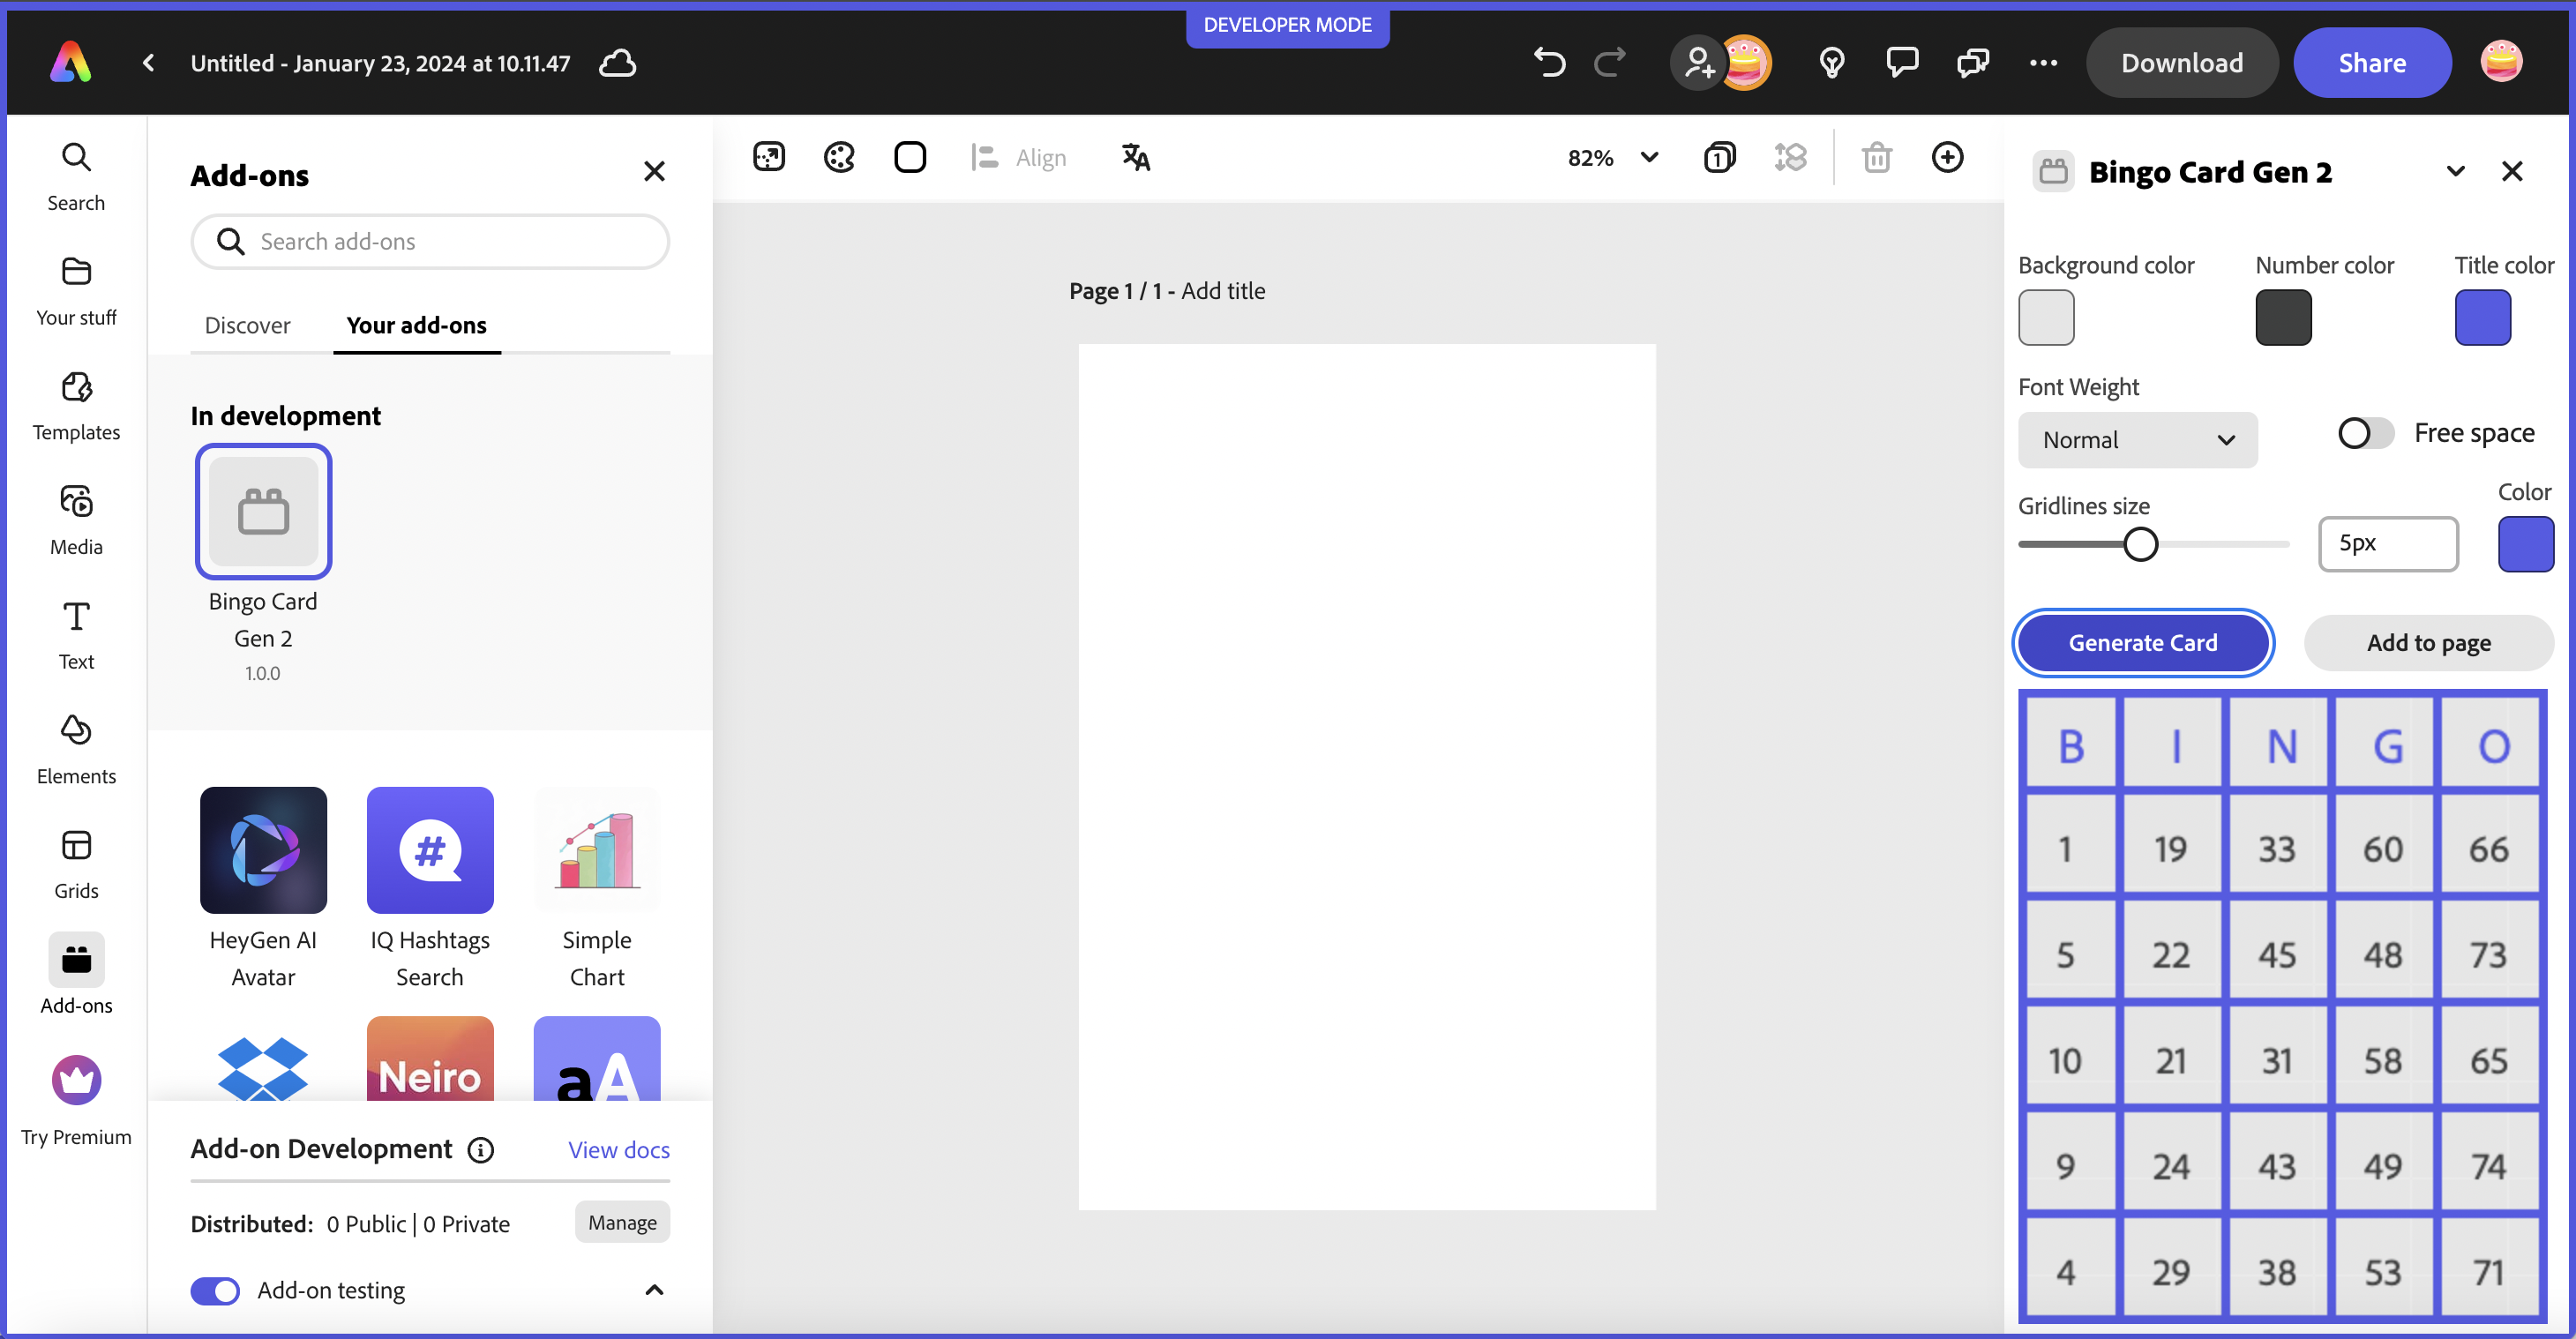 DEVELOPER MODE
Untitled - January 23, 2024 at 10.11.47
Download
Share
Search
Your stuff
Templates
Media
Text
Elements
Grids
Add-ons
Try Premium
Add-ons
Search add-ons
Discover
Your add-ons
In development
Bingo Card
Gen 2
1.0.0
#
HeyGen AI
Avatar
IQ Hashtags
Search
Simple
Chart
Neiro
aA
Add-on Development
View docs
Distributed: 0 Public | 0 Private
Manage
Add-on testing
Align
82%
1
Page 1 / 1 - Add title
Bingo Card Gen 2
Background color
Number color
Title color
Font Weight
Normal
Free space
Gridlines size
5px
Color
Generate Card
Add to page
B I N G O
1 19 33 60 66
5 22 45 48 73
10 21 31 58 65
9 24 43 49 74
4 29 38 53 71